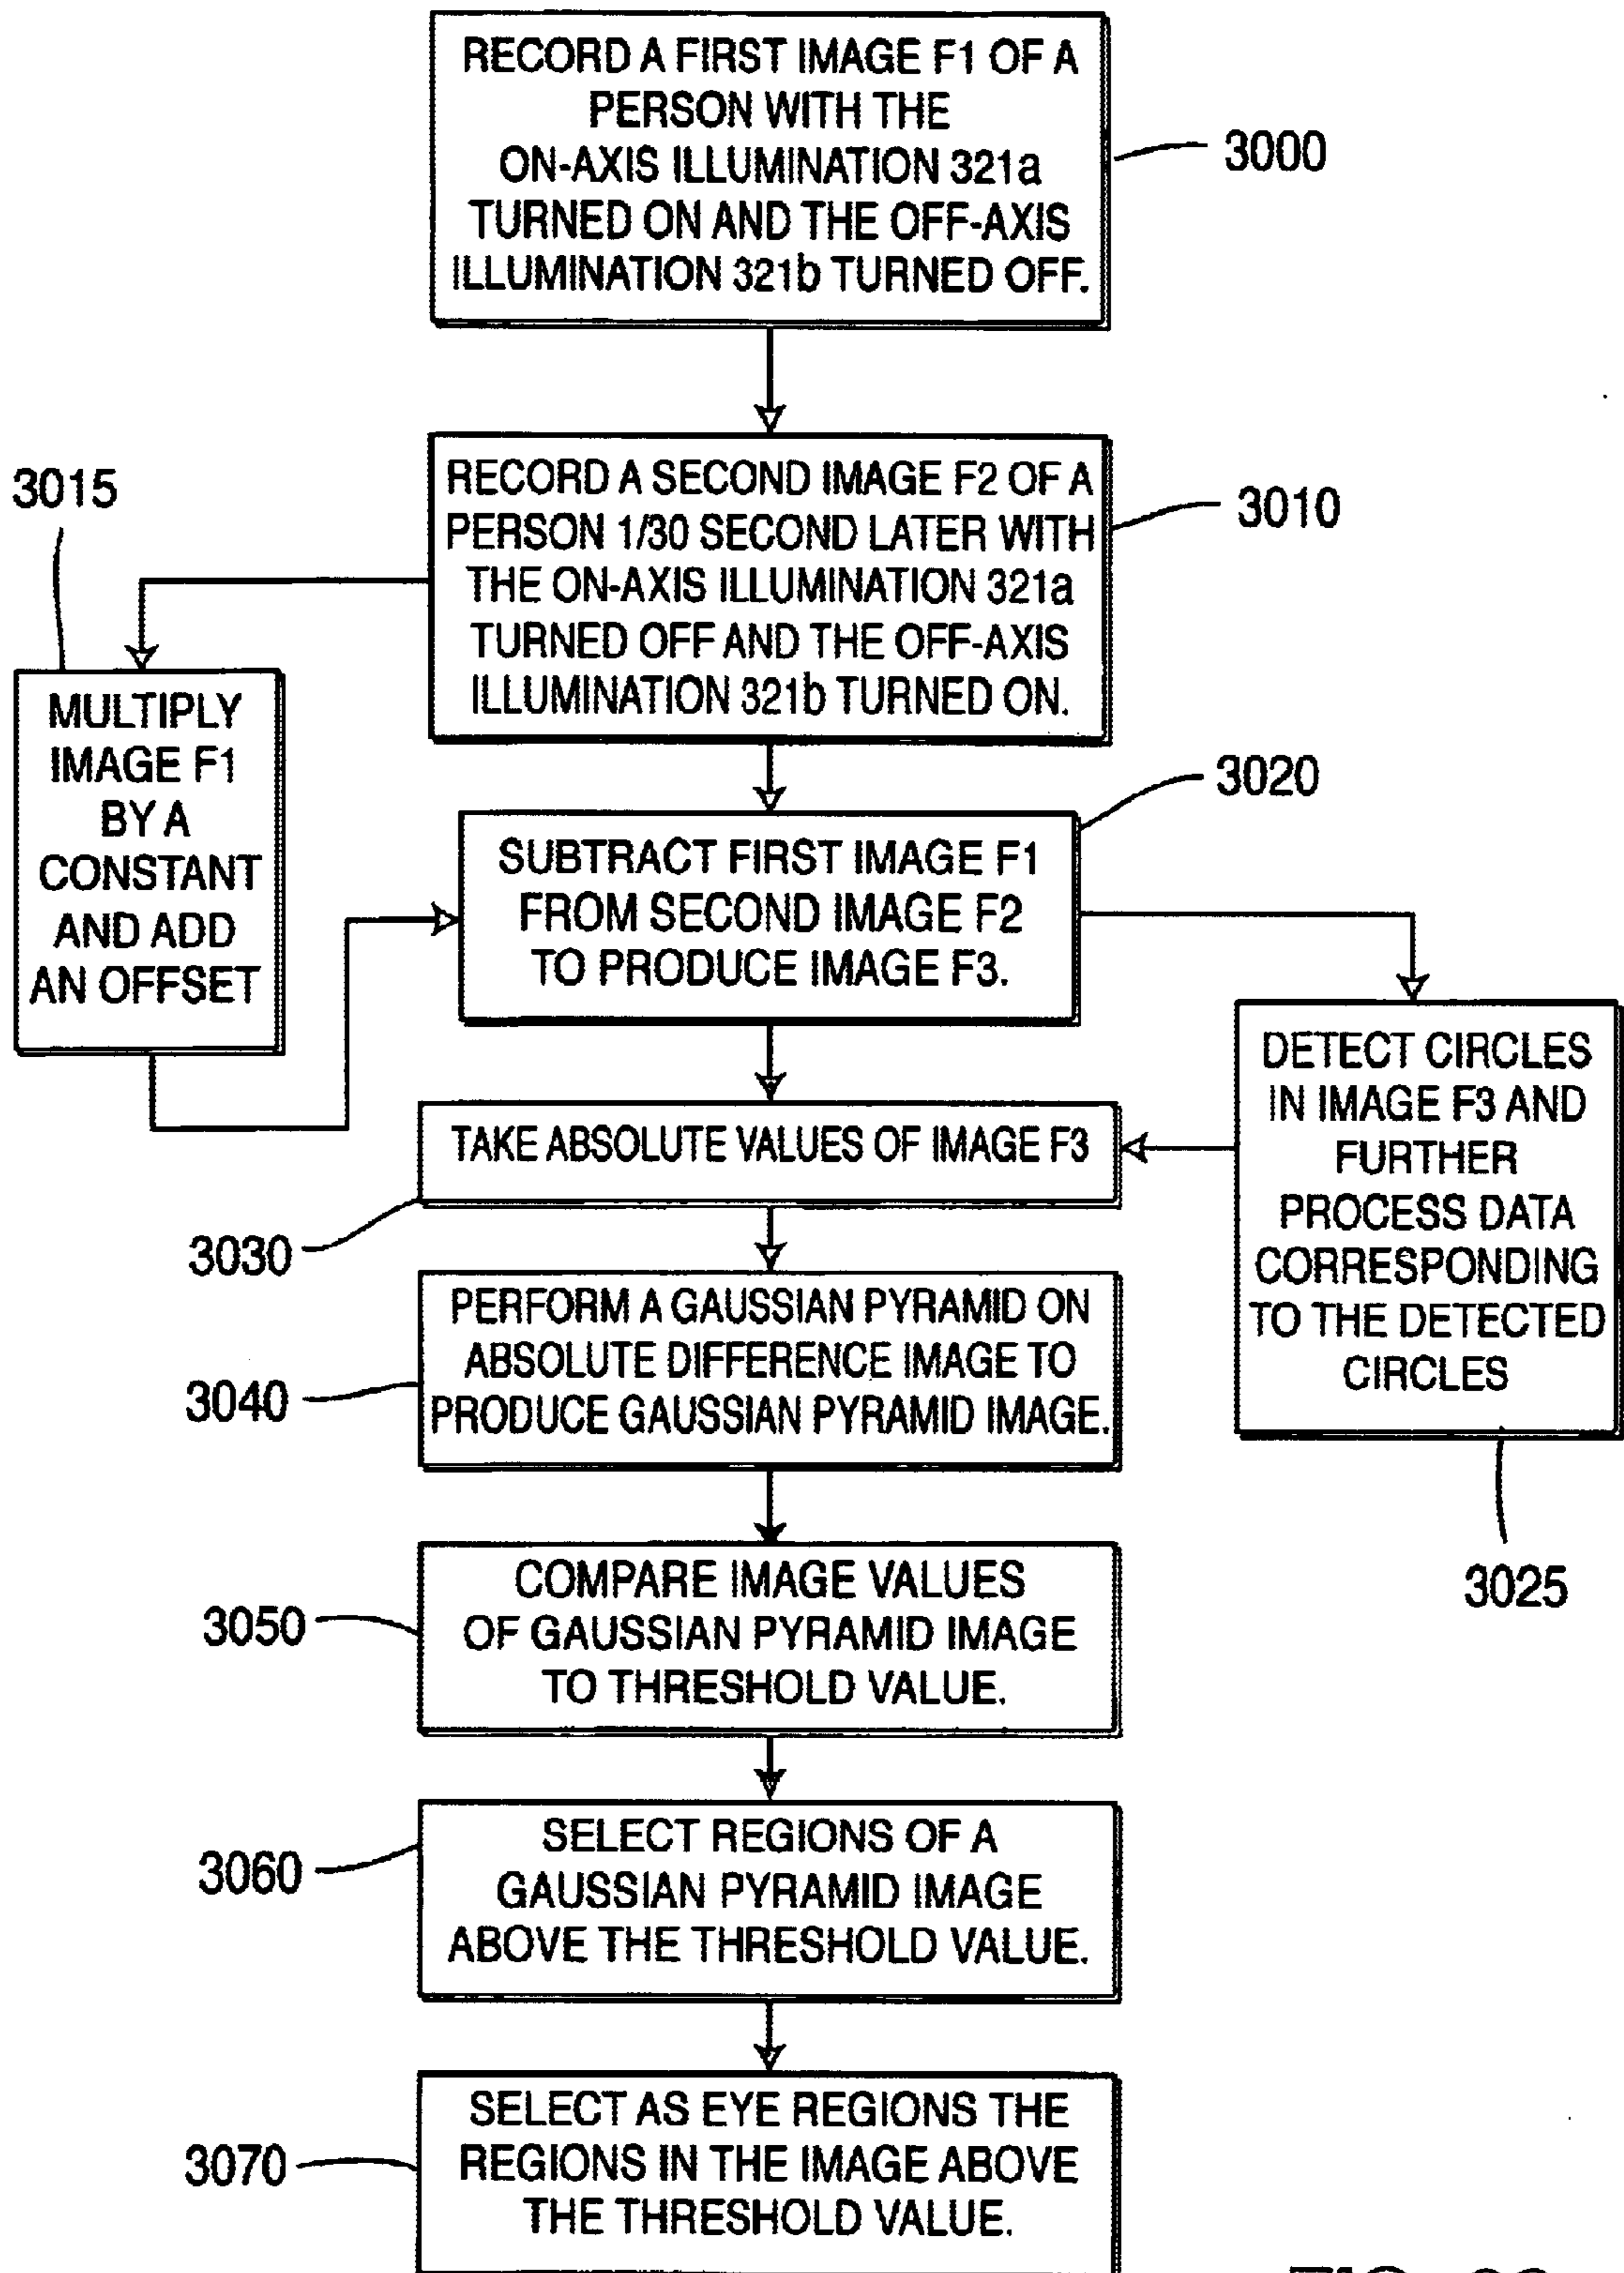 RECORD A FIRST IMAGE F1 OF A
PERSON WITH THE
ON-AXIS ILLUMINATION 321a
TURNED ON AND THE OFF-AXIS
ILLUMINATION 321b TURNED OFF.
3000
3015
RECORD A SECOND IMAGE F2 OF A
PERSON 1/30 SECOND LATER WITH
THE ON-AXIS ILLUMINATION 321a
TURNED OFF AND THE OFF-AXIS
ILLUMINATION 321b TURNED ON.
3010
MULTIPLY
IMAGE F1
BY A
CONSTANT
AND ADD
AN OFFSET
3020
SUBTRACT FIRST IMAGE F1
FROM SECOND IMAGE F2
TO PRODUCE IMAGE F3.
DETECT CIRCLES
IN IMAGE F3 AND
FURTHER
PROCESS DATA
CORRESPONDING
TO THE DETECTED
CIRCLES
3025
TAKE ABSOLUTE VALUES OF IMAGE F3
3030
PERFORM A GAUSSIAN PYRAMID ON
ABSOLUTE DIFFERENCE IMAGE TO
PRODUCE GAUSSIAN PYRAMID IMAGE.
3040
COMPARE IMAGE VALUES
OF GAUSSIAN PYRAMID IMAGE
TO THRESHOLD VALUE.
3050
SELECT REGIONS OF A
GAUSSIAN PYRAMID IMAGE
ABOVE THE THRESHOLD VALUE.
3060
SELECT AS EYE REGIONS THE
REGIONS IN THE IMAGE ABOVE
THE THRESHOLD VALUE.
3070